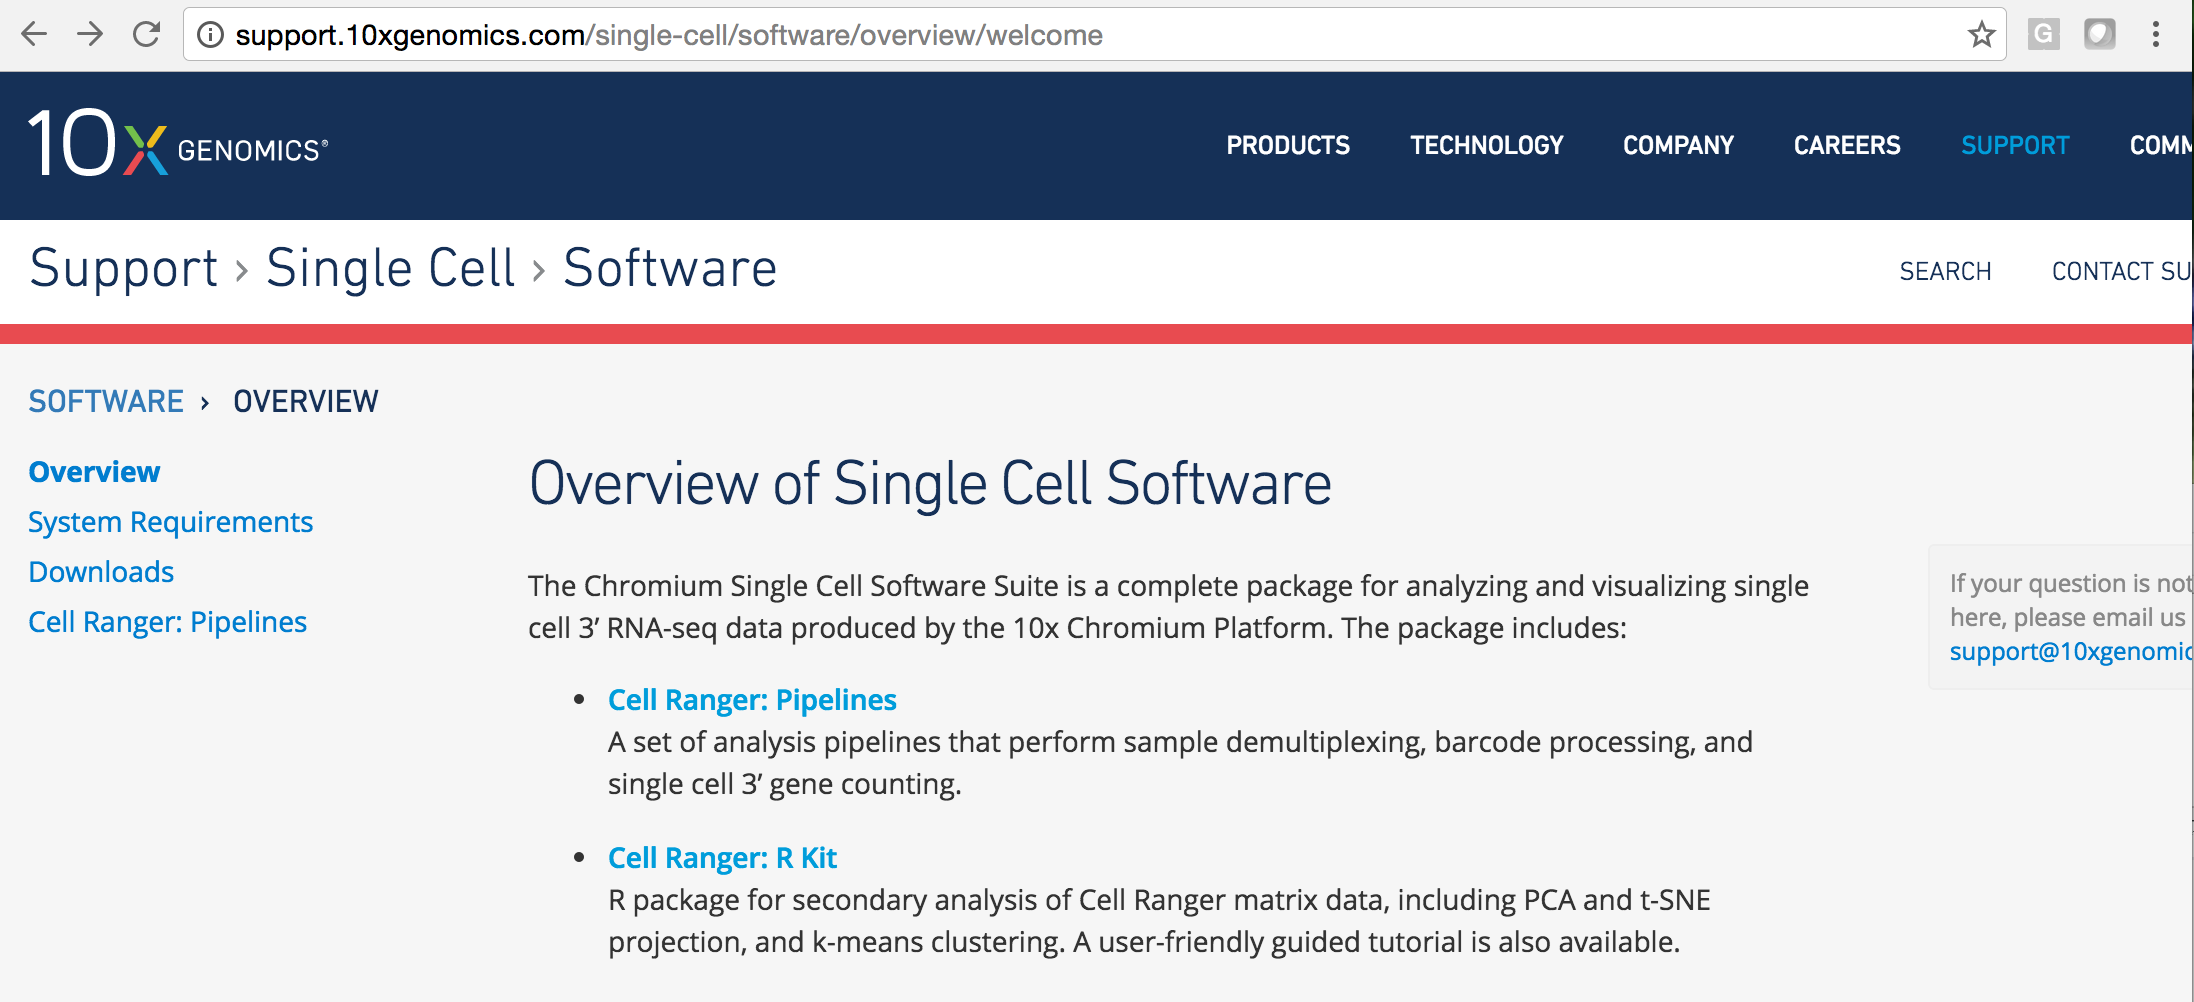 support.10xgenomics.com/single-cell/software/overview/welcome
G
10x GENOMICS®
PRODUCTS TECHNOLOGY COMPANY CAREERS SUPPORT COMM
Support › Single Cell › Software
SEARCH CONTACT SU
SOFTWARE › OVERVIEW
Overview
System Requirements
Downloads
Cell Ranger: Pipelines
Overview of Single Cell Software
The Chromium Single Cell Software Suite is a complete package for analyzing and visualizing single
cell 3’ RNA-seq data produced by the 10x Chromium Platform. The package includes:
• Cell Ranger: Pipelines
A set of analysis pipelines that perform sample demultiplexing, barcode processing, and
single cell 3’ gene counting.
• Cell Ranger: R Kit
R package for secondary analysis of Cell Ranger matrix data, including PCA and t-SNE
projection, and k-means clustering. A user-friendly guided tutorial is also available.
If your question is not
here, please email us
support@10xgenomic